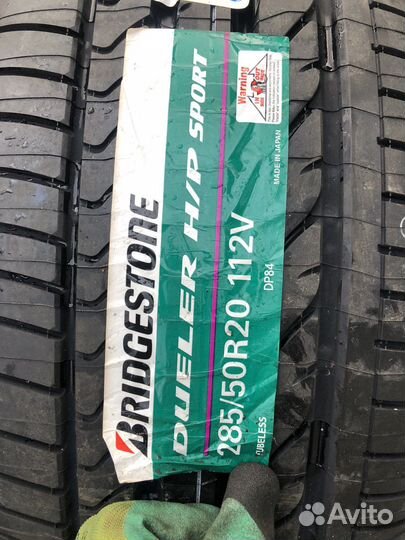 BRIDGESTONE
DUELER H/P SPORT
285/50R20 112V
TUBELESS
DP84
MADE IN JAPAN
Warning
Avito